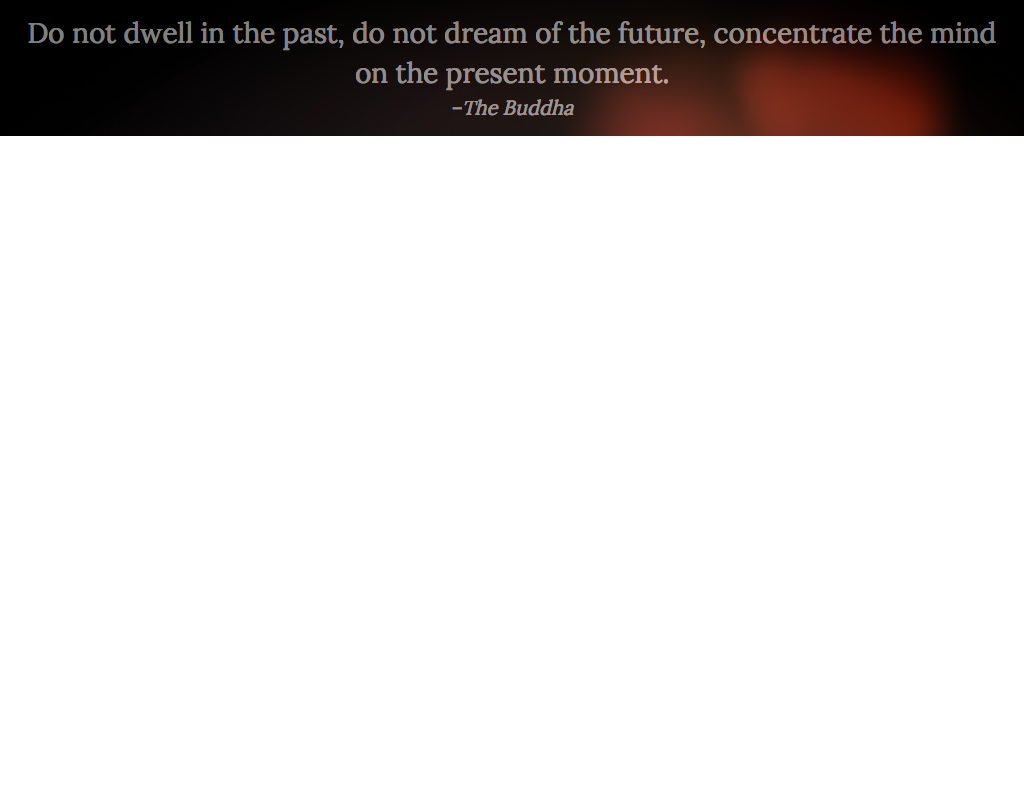 Do not dwell in the past, do not dream of the future, concentrate the mind
on the present moment.
–The Buddha